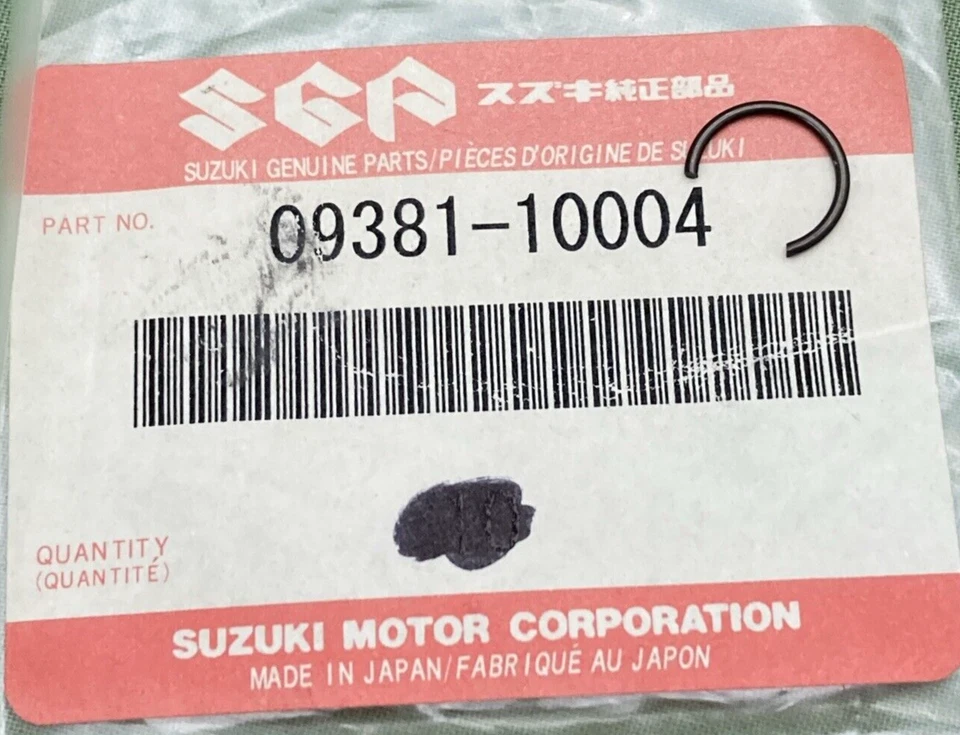 SGP スズキ純正部品
SUZUKI GENUINE PARTS/PIÈCES D'ORIGINE DE SUZUKI
PART NO. 09381-10004
QUANTITY
(QUANTITÉ)
SUZUKI MOTOR CORPORATION
MADE IN JAPAN/FABRIQUÉ AU JAPON